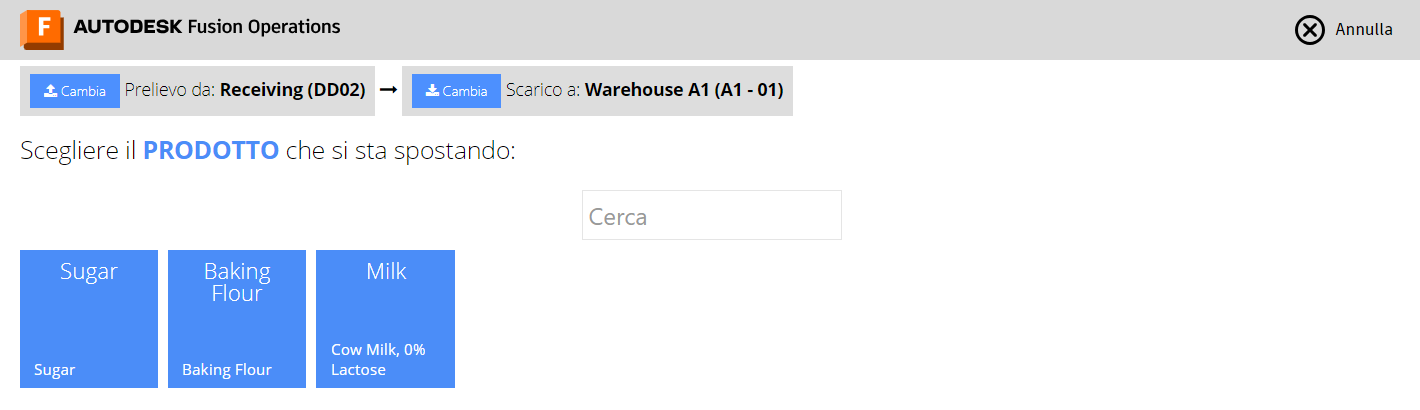 F AUTODESK Fusion Operations
Annulla
Cambia Prelievo da: Receiving (DD02) → Cambia Scarico a: Warehouse A1 (A1 - 01)
Scegliere il PRODOTTO che si sta spostando:
Cerca
Sugar
Sugar
Baking
Flour
Baking Flour
Milk
Cow Milk, 0%
Lactose